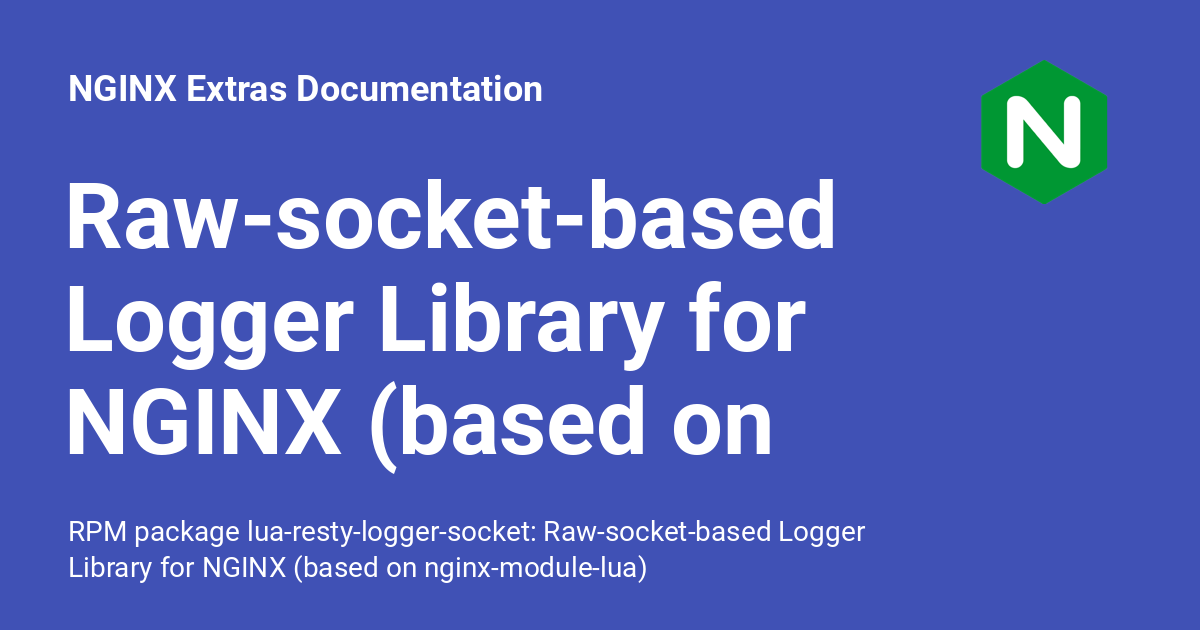 NGINX Extras Documentation
N
Raw-socket-based
Logger Library for
NGINX (based on
RPM package lua-resty-logger-socket: Raw-socket-based Logger
Library for NGINX (based on nginx-module-lua)